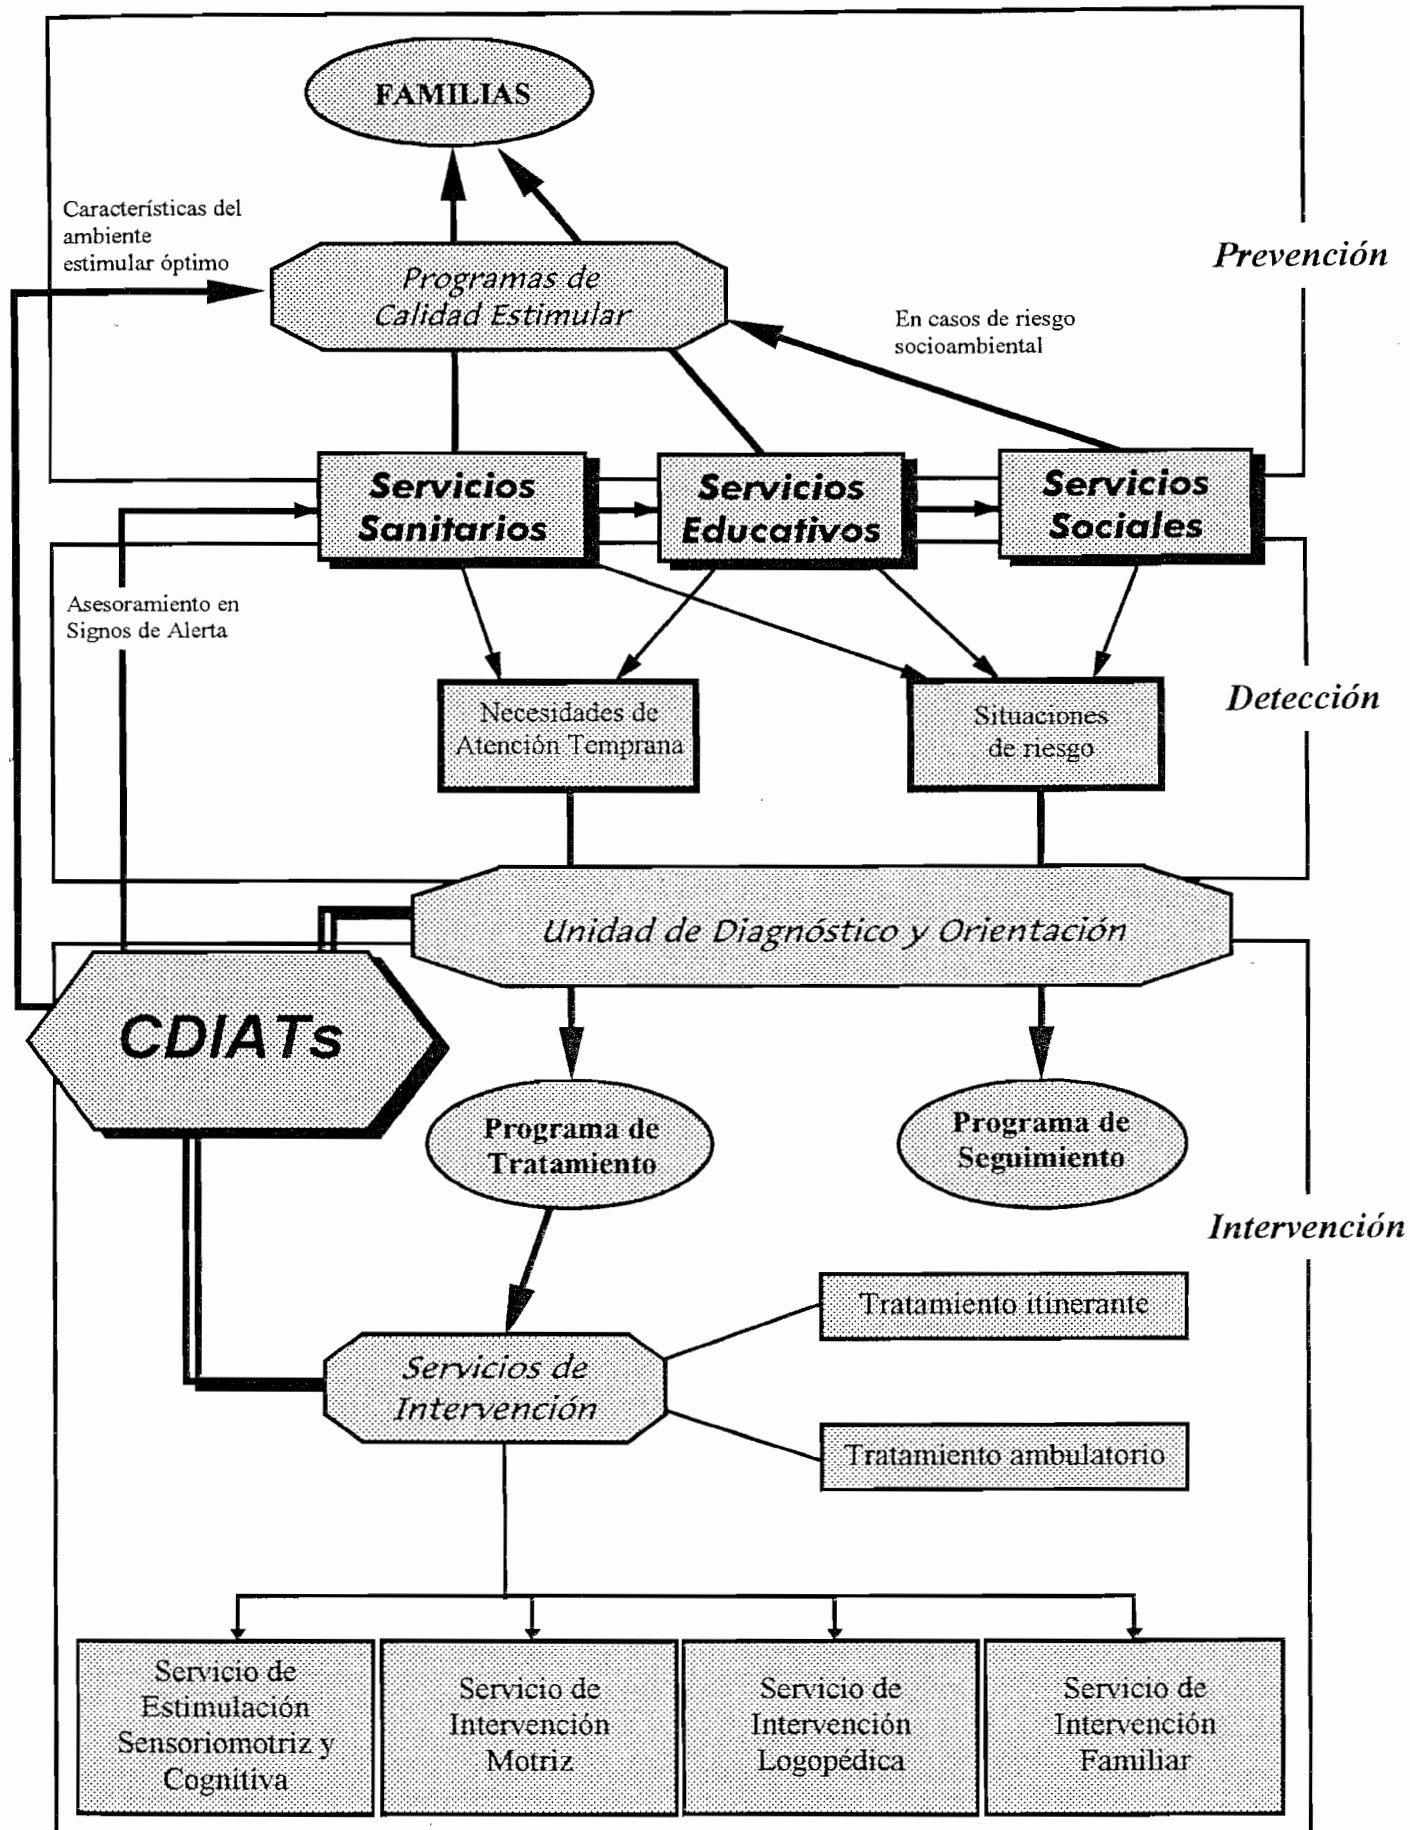 FAMILIAS
Características del
ambiente
estimular óptimo
Prevención
Programas de
Calidad Estimular
En casos de riesgo
socioambiental
Servicios
Sanitarios
Servicios
Educativos
Servicios
Sociales
Asesoramiento en
Signos de Alerta
Necesidades de
Atención Temprana
Situaciones
de riesgo
Detección
Unidad de Diagnóstico y Orientación
CDIATs
Programa de
Tratamiento
Programa de
Seguimiento
Intervención
Tratamiento itinerante
Servicios de
Intervención
Tratamiento ambulatorio
Servicio de
Estimulación
Sensoriomotriz y
Cognitiva
Servicio de
Intervención
Motriz
Servicio de
Intervención
Logopédica
Servicio de
Intervención
Familiar